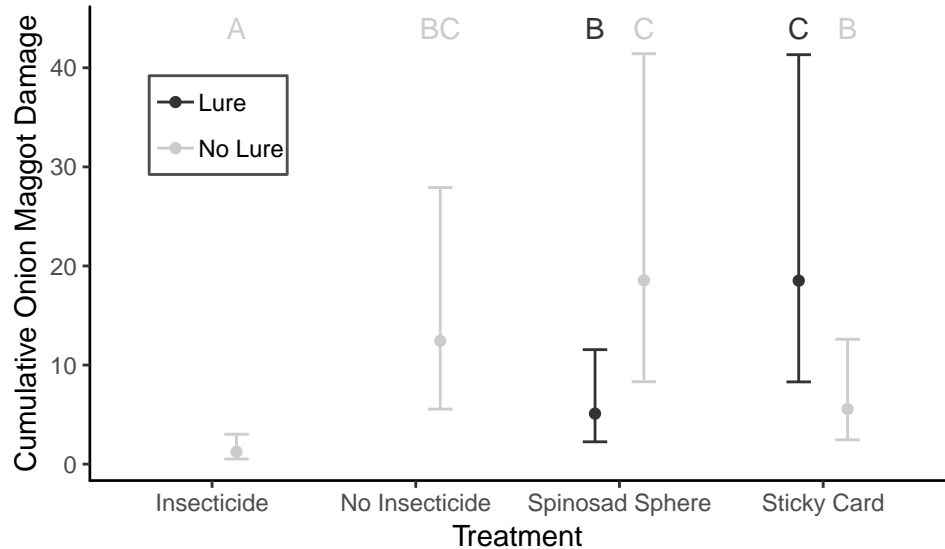 A BC B C C B
Cumulative Onion Maggot Damage
40
30
20
10
0
Lure
No Lure
Insecticide No Insecticide Spinosad Sphere Sticky Card
Treatment